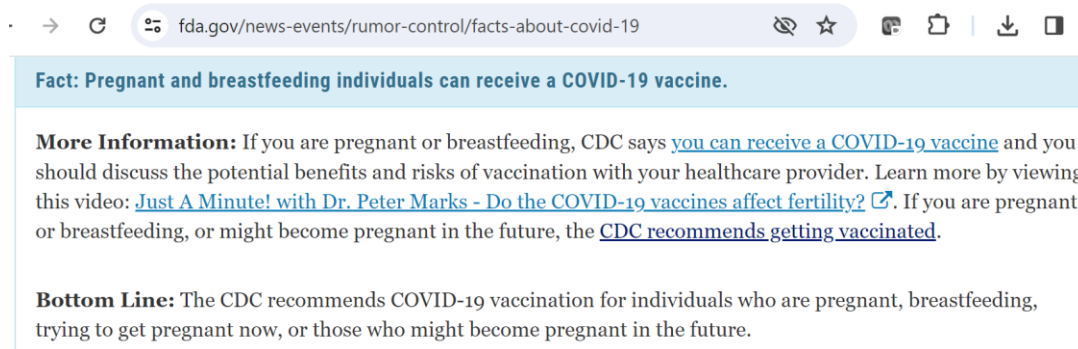 fda.gov/news-events/rumor-control/facts-about-covid-19
Fact: Pregnant and breastfeeding individuals can receive a COVID-19 vaccine.
More Information: If you are pregnant or breastfeeding, CDC says you can receive a COVID-19 vaccine and you
should discuss the potential benefits and risks of vaccination with your healthcare provider. Learn more by viewing
this video: Just A Minute! with Dr. Peter Marks - Do the COVID-19 vaccines affect fertility? . If you are pregnant
or breastfeeding, or might become pregnant in the future, the CDC recommends getting vaccinated.
Bottom Line: The CDC recommends COVID-19 vaccination for individuals who are pregnant, breastfeeding,
trying to get pregnant now, or those who might become pregnant in the future.